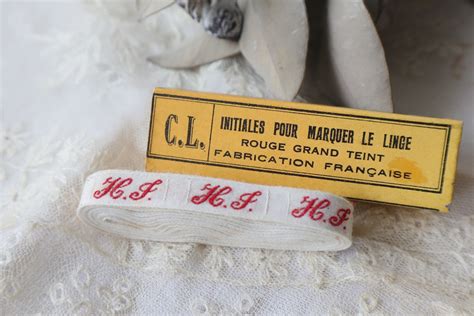 C.L.
INITIALES POUR MARQUER LE LINGE
ROUGE GRAND TEINT
FABRICATION FRANÇAISE